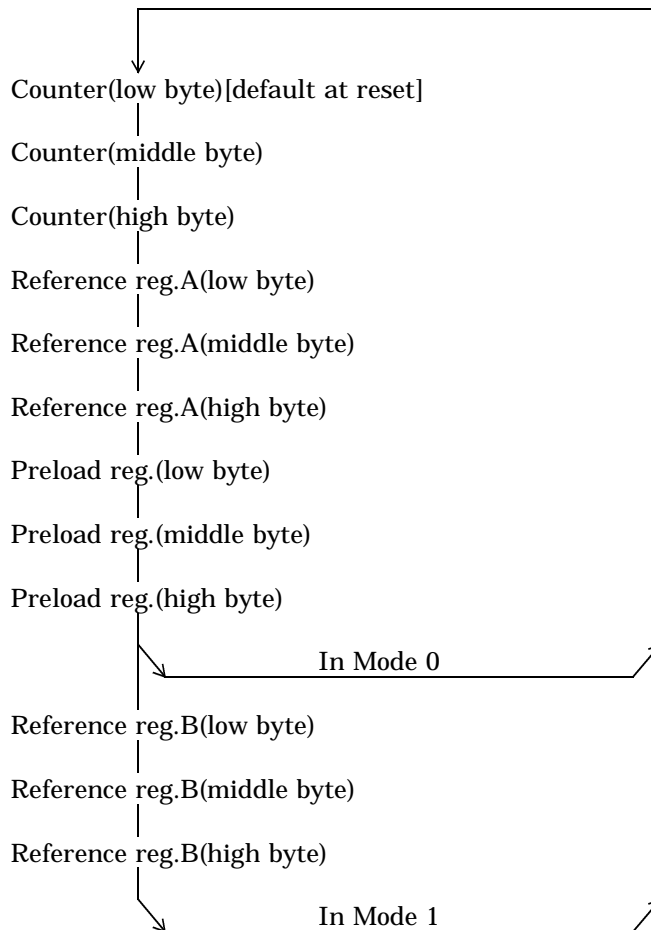 Counter(low byte)[default at reset]
Counter(middle byte)
Counter(high byte)
Reference reg.A(low byte)
Reference reg.A(middle byte)
Reference reg.A(high byte)
Preload reg.(low byte)
Preload reg.(middle byte)
Preload reg.(high byte)
In Mode 0
Reference reg.B(low byte)
Reference reg.B(middle byte)
Reference reg.B(high byte)
In Mode 1